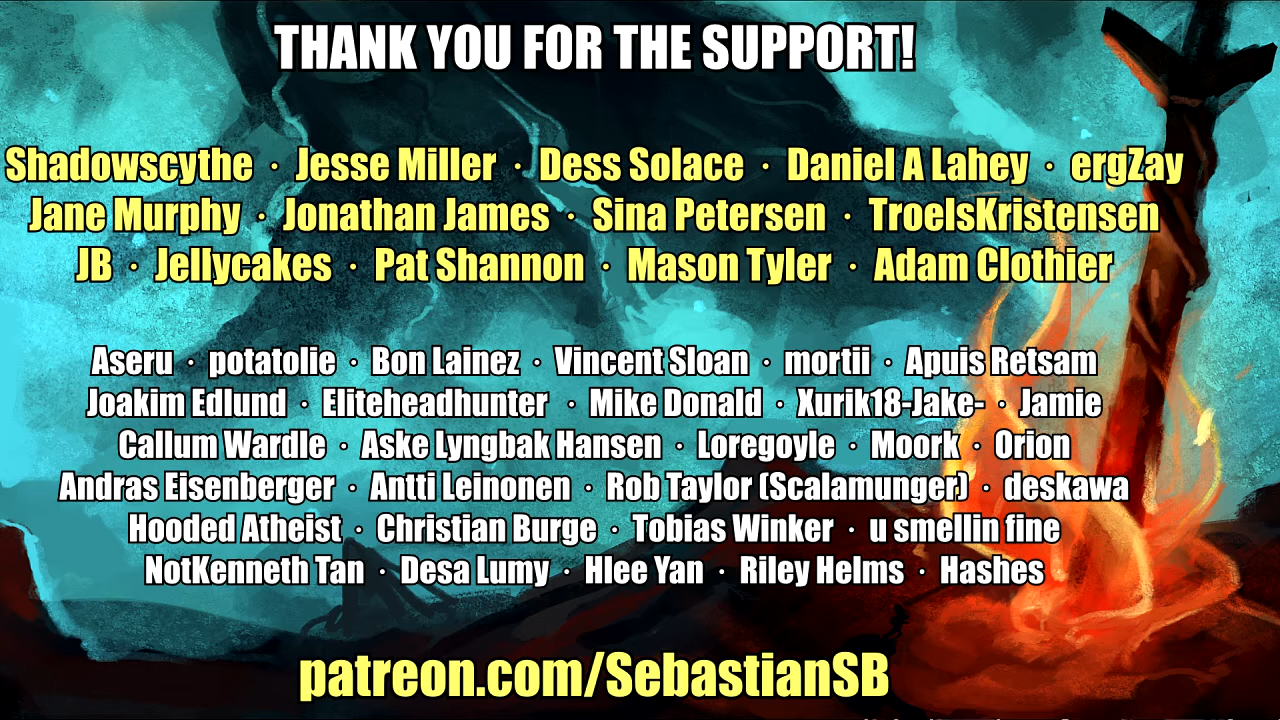 THANK YOU FOR THE SUPPORT!
Shadowscythe · Jesse Miller · Dess Solace · Daniel A Lahey · ergZay
Jane Murphy · Jonathan James · Sina Petersen · TroelsKristensen
JB · Jellycakes · Pat Shannon · Mason Tyler · Adam Clothier
Aseru · potatolie · Bon Lainez · Vincent Sloan · mortii · Apuis Retsam
Joakim Edlund · Eliteheadhunter · Mike Donald · Xurik18-Jake- · Jamie
Callum Wardle · Aske Lyngbak Hansen · Loregoyle · Moork · Orion
Andras Eisenberger · Antti Leinonen · Rob Taylor (Scalamunger) · deskawa
Hooded Atheist · Christian Burge · Tobias Winker · u smellin fine
NotKenneth Tan · Desa Lumy · Hlee Yan · Riley Helms · Hashes
patreon.com/SebastianSB